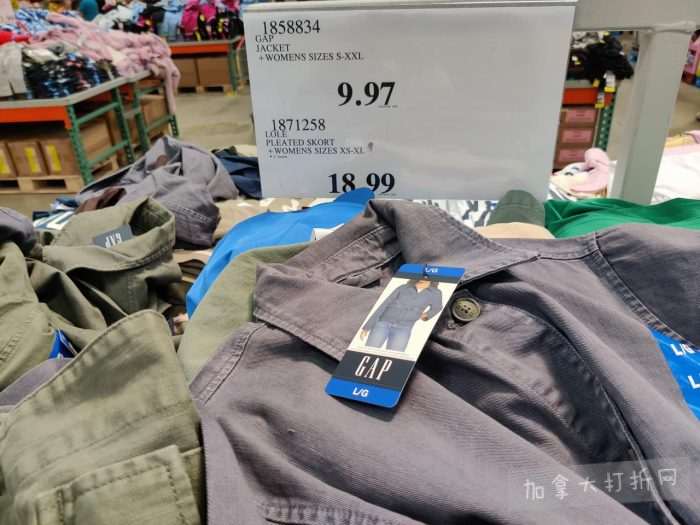 1858834
GAP
JACKET
+WOMENS SIZES S-XXL
9.97
1871258
LOLE
PLEATED SKORT
+WOMENS SIZES XS-XL
18.99
GAP
L/G
GAP
L/G
L/G
加拿大打折网